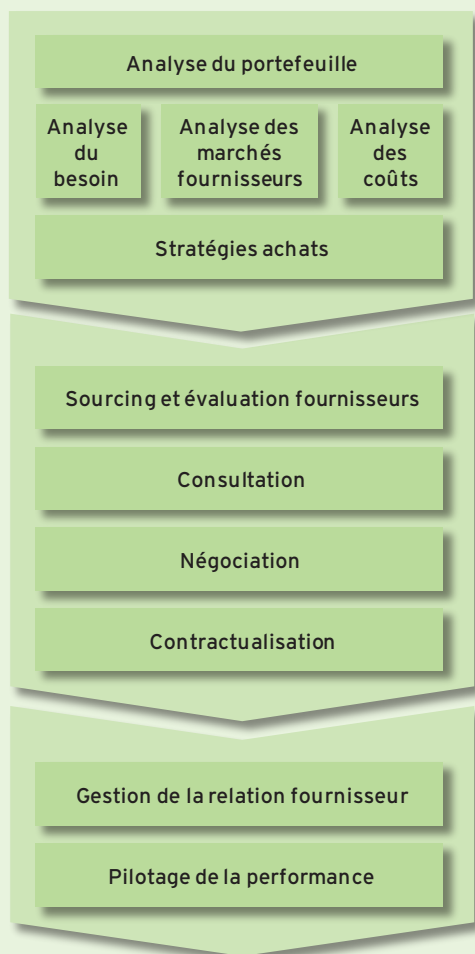 Analyse du portefeuille
Analyse
du
besoin
Analyse des
marchés
fournisseurs
Analyse
des
coûts
Stratégies achats
Sourcing et évaluation fournisseurs
Consultation
Négociation
Contractualisation
Gestion de la relation fournisseur
Pilotage de la performance